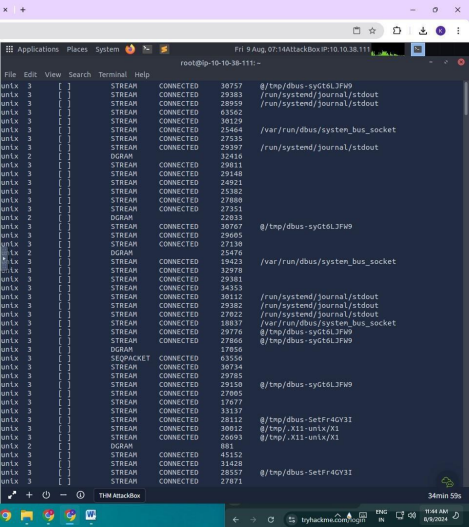 Applications Places System Fri 9 Aug, 07:14 AttackBox IP:10.10.38.111
root@ip-10-10-38-111: ~
File Edit View Search Terminal Help
unix 3 [ ] STREAM CONNECTED 30757 @/tmp/dbus-syGt6LJFW9
unix 3 [ ] STREAM CONNECTED 29383 /run/systemd/journal/stdout
unix 3 [ ] STREAM CONNECTED 28959 /run/systemd/journal/stdout
unix 3 [ ] STREAM CONNECTED 63562
unix 3 [ ] STREAM CONNECTED 30129
unix 3 [ ] STREAM CONNECTED 25464 /var/run/dbus/system_bus_socket
unix 3 [ ] STREAM CONNECTED 27535
unix 3 [ ] STREAM CONNECTED 29397 /run/systemd/journal/stdout
unix 2 [ ] DGRAM 32416
unix 3 [ ] STREAM CONNECTED 29811
unix 3 [ ] STREAM CONNECTED 29148
unix 3 [ ] STREAM CONNECTED 24921
unix 3 [ ] STREAM CONNECTED 25382
unix 3 [ ] STREAM CONNECTED 27880
unix 3 [ ] STREAM CONNECTED 27351
unix 2 [ ] DGRAM 22033
unix 3 [ ] STREAM CONNECTED 30767 @/tmp/dbus-syGt6LJFW9
unix 3 [ ] STREAM CONNECTED 29605
unix 3 [ ] STREAM CONNECTED 27130
unix 2 [ ] DGRAM 25476
unix 3 [ ] STREAM CONNECTED 19423 /var/run/dbus/system_bus_socket
unix 3 [ ] STREAM CONNECTED 32978
unix 3 [ ] STREAM CONNECTED 29381
unix 3 [ ] STREAM CONNECTED 34353
unix 3 [ ] STREAM CONNECTED 30112 /run/systemd/journal/stdout
unix 3 [ ] STREAM CONNECTED 29382 /run/systemd/journal/stdout
unix 3 [ ] STREAM CONNECTED 27022 /run/systemd/journal/stdout
unix 3 [ ] STREAM CONNECTED 18837 /var/run/dbus/system_bus_socket
unix 3 [ ] STREAM CONNECTED 29776 @/tmp/dbus-syGt6LJFW9
unix 3 [ ] STREAM CONNECTED 27866 @/tmp/dbus-syGt6LJFW9
unix 3 [ ] DGRAM 17056
unix 3 [ ] SEQPACKET CONNECTED 63556
unix 3 [ ] STREAM CONNECTED 30734
unix 3 [ ] STREAM CONNECTED 29785
unix 3 [ ] STREAM CONNECTED 29150 @/tmp/dbus-syGt6LJFW9
unix 3 [ ] STREAM CONNECTED 27005
unix 3 [ ] STREAM CONNECTED 17677
unix 3 [ ] STREAM CONNECTED 33137
unix 3 [ ] STREAM CONNECTED 28112 @/tmp/dbus-SetFr4GY3I
unix 3 [ ] STREAM CONNECTED 30012 @/tmp/.X11-unix/X1
unix 3 [ ] STREAM CONNECTED 26693 @/tmp/.X11-unix/X1
unix 2 [ ] DGRAM 881
unix 3 [ ] STREAM CONNECTED 45152
unix 3 [ ] STREAM CONNECTED 31428
unix 3 [ ] STREAM CONNECTED 28557 @/tmp/dbus-SetFr4GY3I
unix 3 [ ] STREAM CONNECTED 27871
THM AttackBox 34min 59s
tryhackme.com/login ENG IN 11:44 AM 8/9/2024